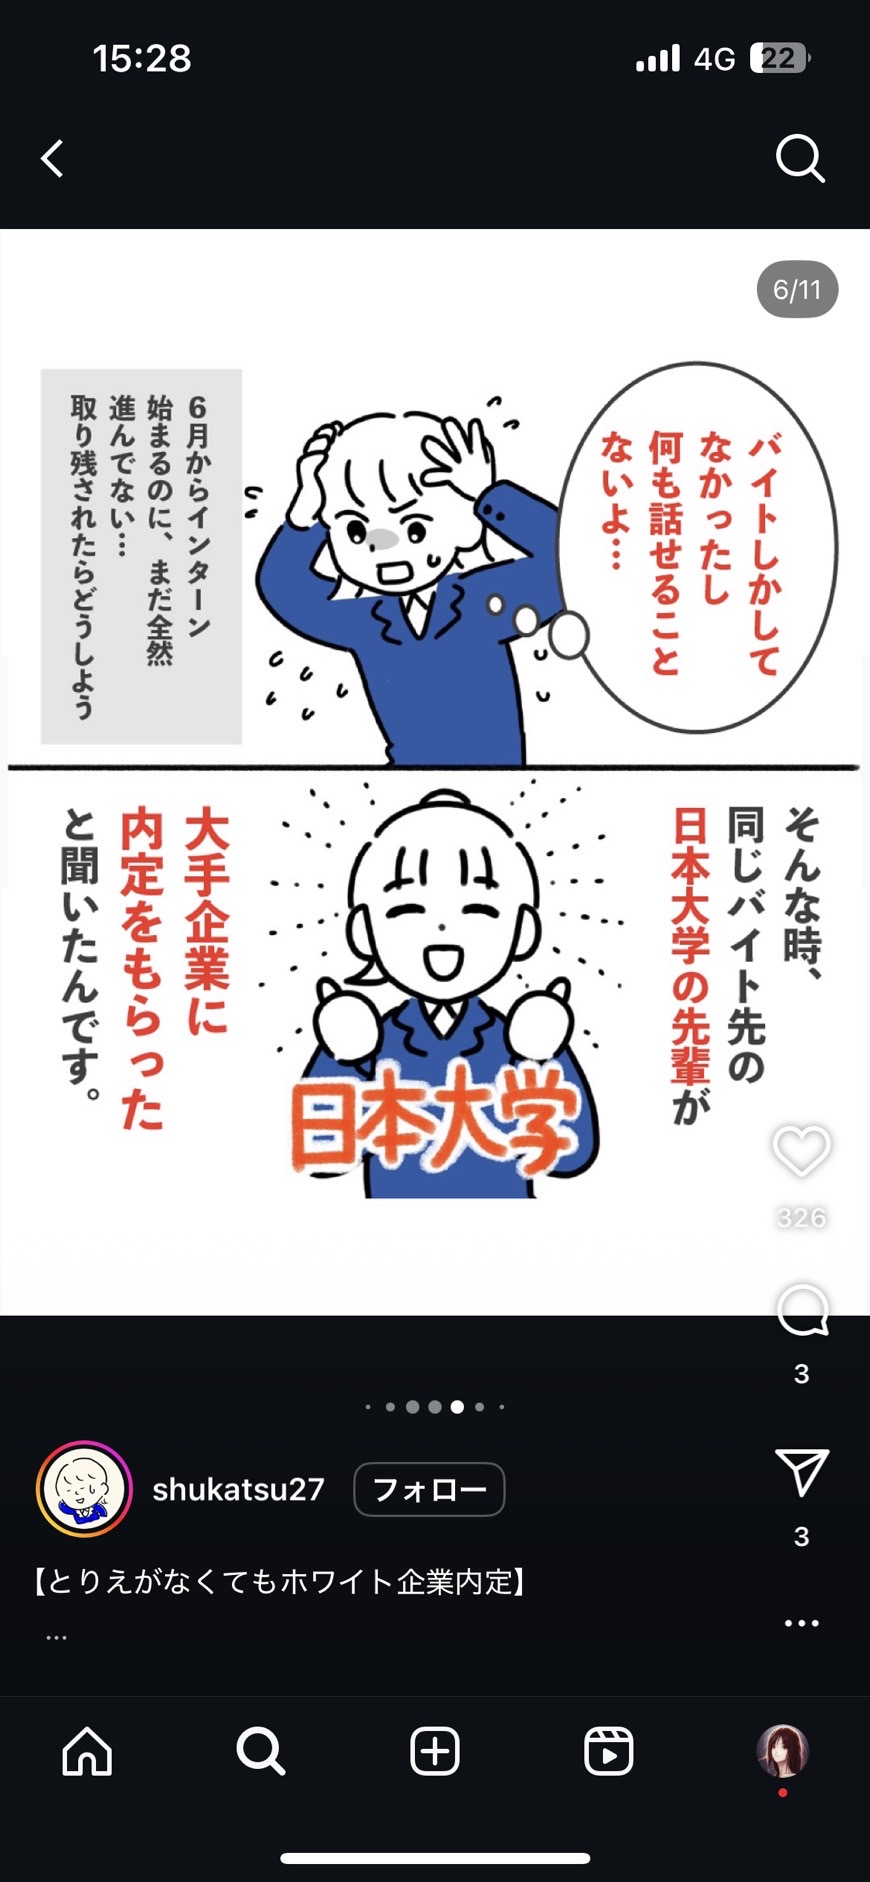 15:28
4G
22
6/11
バイトしかして
なかったし
何も話せること
ないよ…
6月からインターン
始まるのに、まだ全然
進んでない…
取り残されたらどうしよう
そんな時、
同じバイト先の
日本大学の先輩が
日本大学
大手企業に
内定をもらった
と聞いたんです。
326
3
shukatsu27
フォロー
3
【とりえがなくてもホワイト企業内定】
...